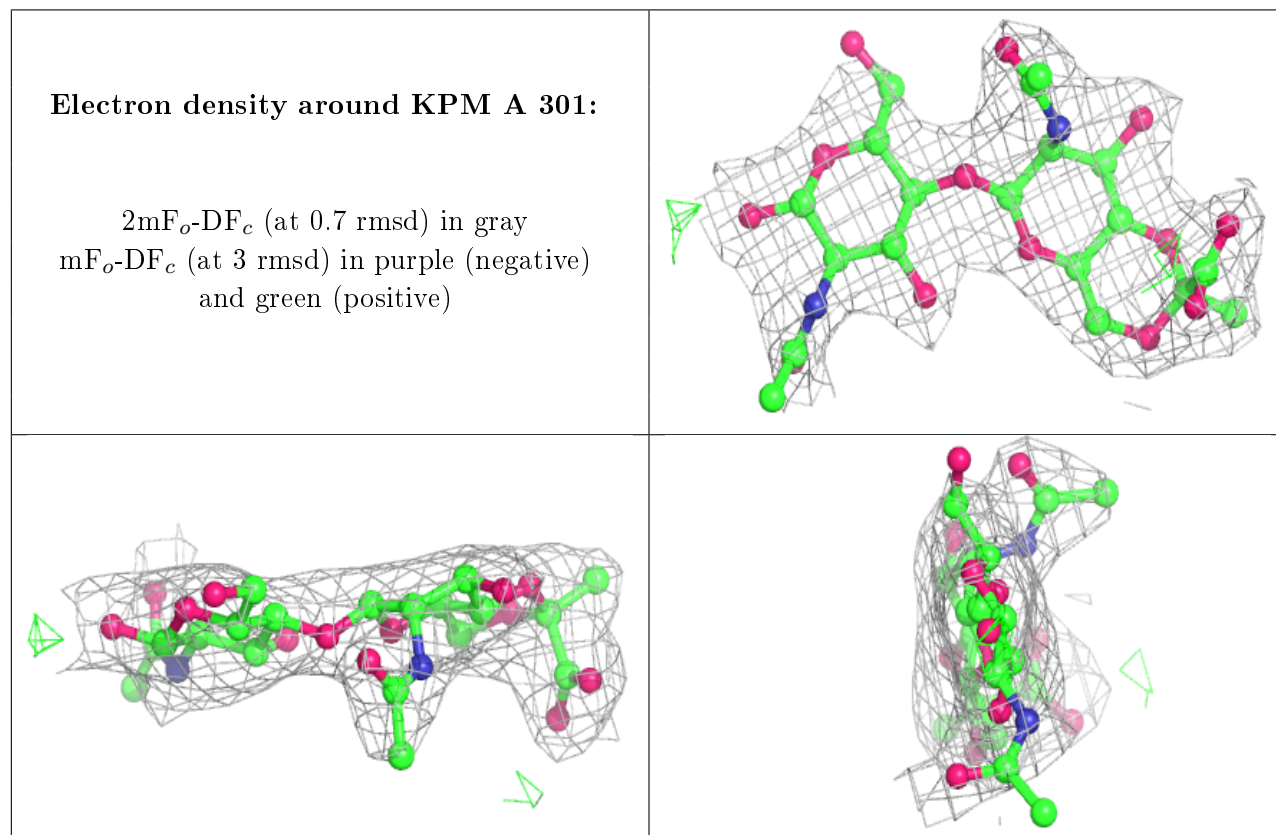 Electron density around KPM A 301:
2mFₒ-DF𝒸 (at 0.7 rmsd) in gray
mFₒ-DF𝒸 (at 3 rmsd) in purple (negative)
and green (positive)